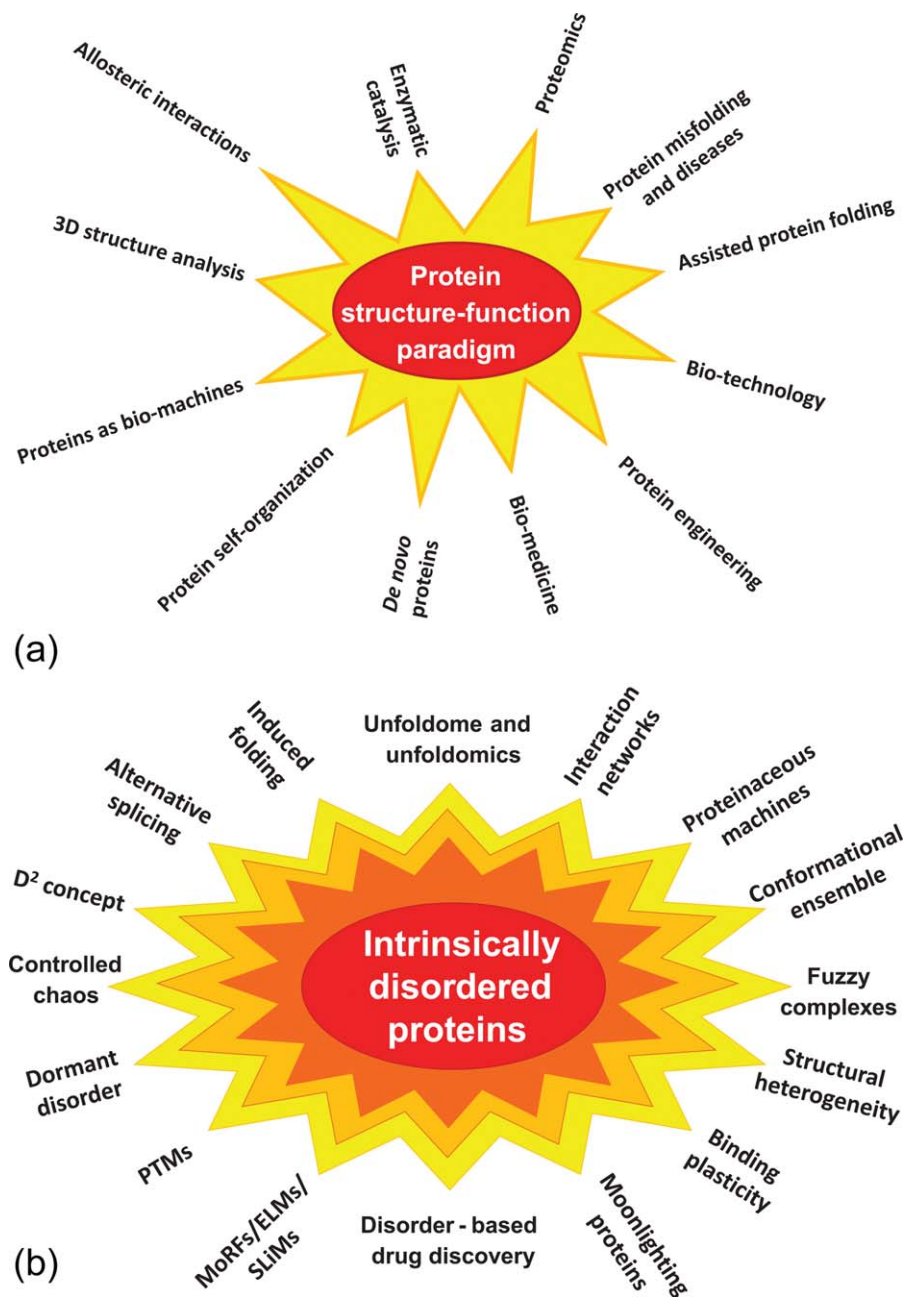 Allosteric interactions
Enzymatic
catalysis
Proteomics
Protein misfolding
and diseases
3D structure analysis
Assisted protein folding
Protein
structure-function
paradigm
Proteins as bio-machines
Bio-technology
Protein self-organization
De novo
proteins
Bio-medicine
Protein engineering
(a)
Induced
folding
Unfoldome and
unfoldomics
Interaction
networks
Alternative
splicing
Proteinaceous
machines
D² concept
Conformational
ensemble
Controlled
chaos
Intrinsically
disordered
proteins
Fuzzy
complexes
Dormant
disorder
Structural
heterogeneity
PTMs
Binding
plasticity
MoRFs/ELMs/
SLiMs
Disorder - based
drug discovery
Moonlighting
proteins
(b)